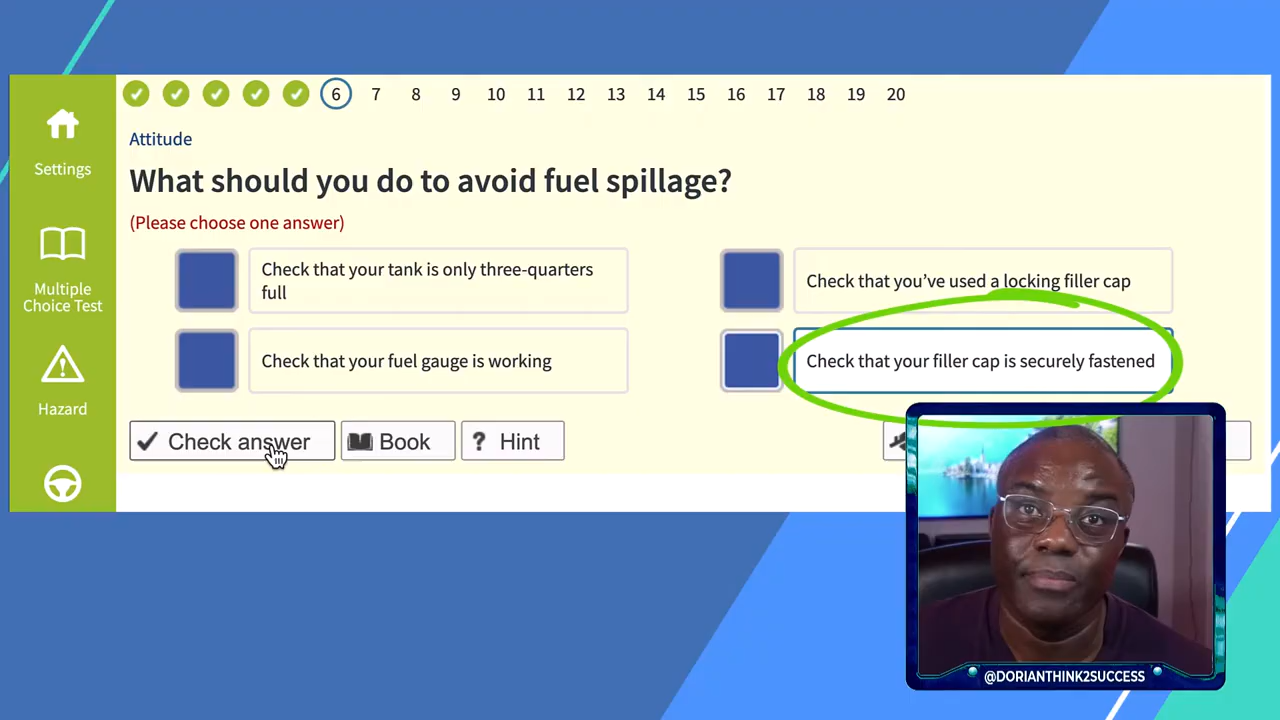 6 7 8 9 10 11 12 13 14 15 16 17 18 19 20
Settings
Multiple
Choice Test
Hazard
Attitude
What should you do to avoid fuel spillage?
(Please choose one answer)
Check that your tank is only three-quarters
full
Check that you've used a locking filler cap
Check that your fuel gauge is working
Check that your filler cap is securely fastened
Check answer
Book
? Hint
@DORIANTHINK2SUCCESS